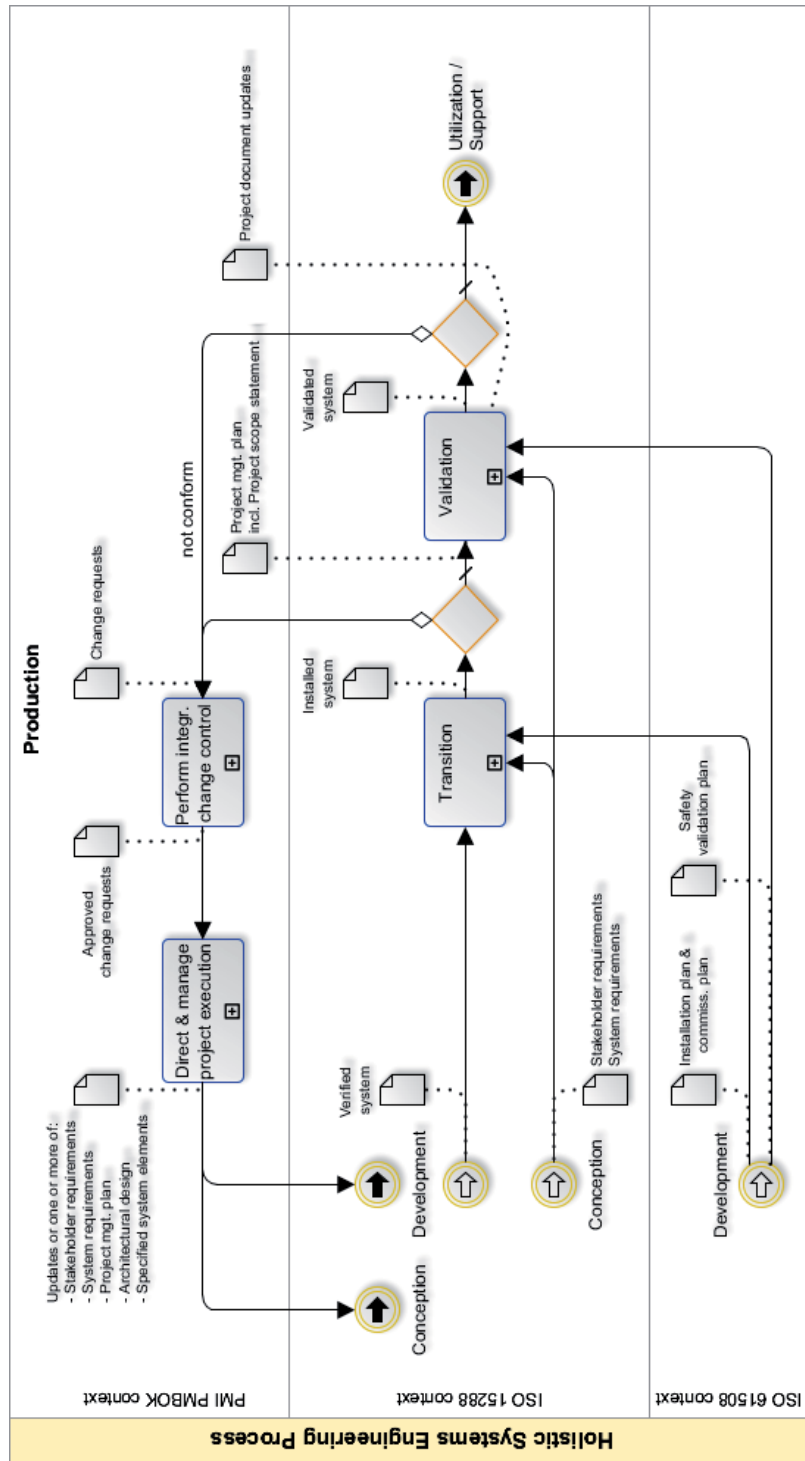 Production
Holistic Systems Engineering Process
PMI PMBOK context
ISO 15288 context
ISO 61508 context
Updates or one or more of:
- Stakeholder requirements
- System requirements
- Project mgt. plan
- Architectural design
- Specified system elements
Direct & manage
project execution
Approved
change requests
Perform integr.
change control
Change requests
not conform
Project mgt. plan
incl. Project scope statement
Project document updates
Conception
Development
Verified
system
Transition
Installed
system
Validation
Validated
system
Utilization /
Support
Conception
Stakeholder requirements
System requirements
Development
Installation plan &
commiss. plan
Safety
validation plan